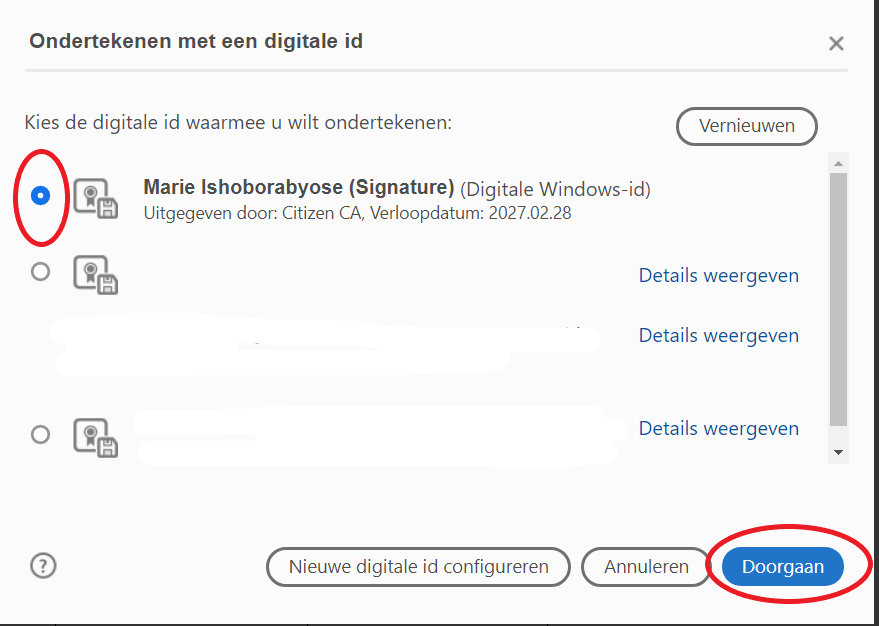 Ondertekenen met een digitale id
Kies de digitale id waarmee u wilt ondertekenen:
Vernieuwen
Marie Ishoborabyose (Signature) (Digitale Windows-id)
Uitgegeven door: Citizen CA, Verloopdatum: 2027.02.28
Details weergeven
Details weergeven
Details weergeven
?
Nieuwe digitale id configureren
Annuleren
Doorgaan